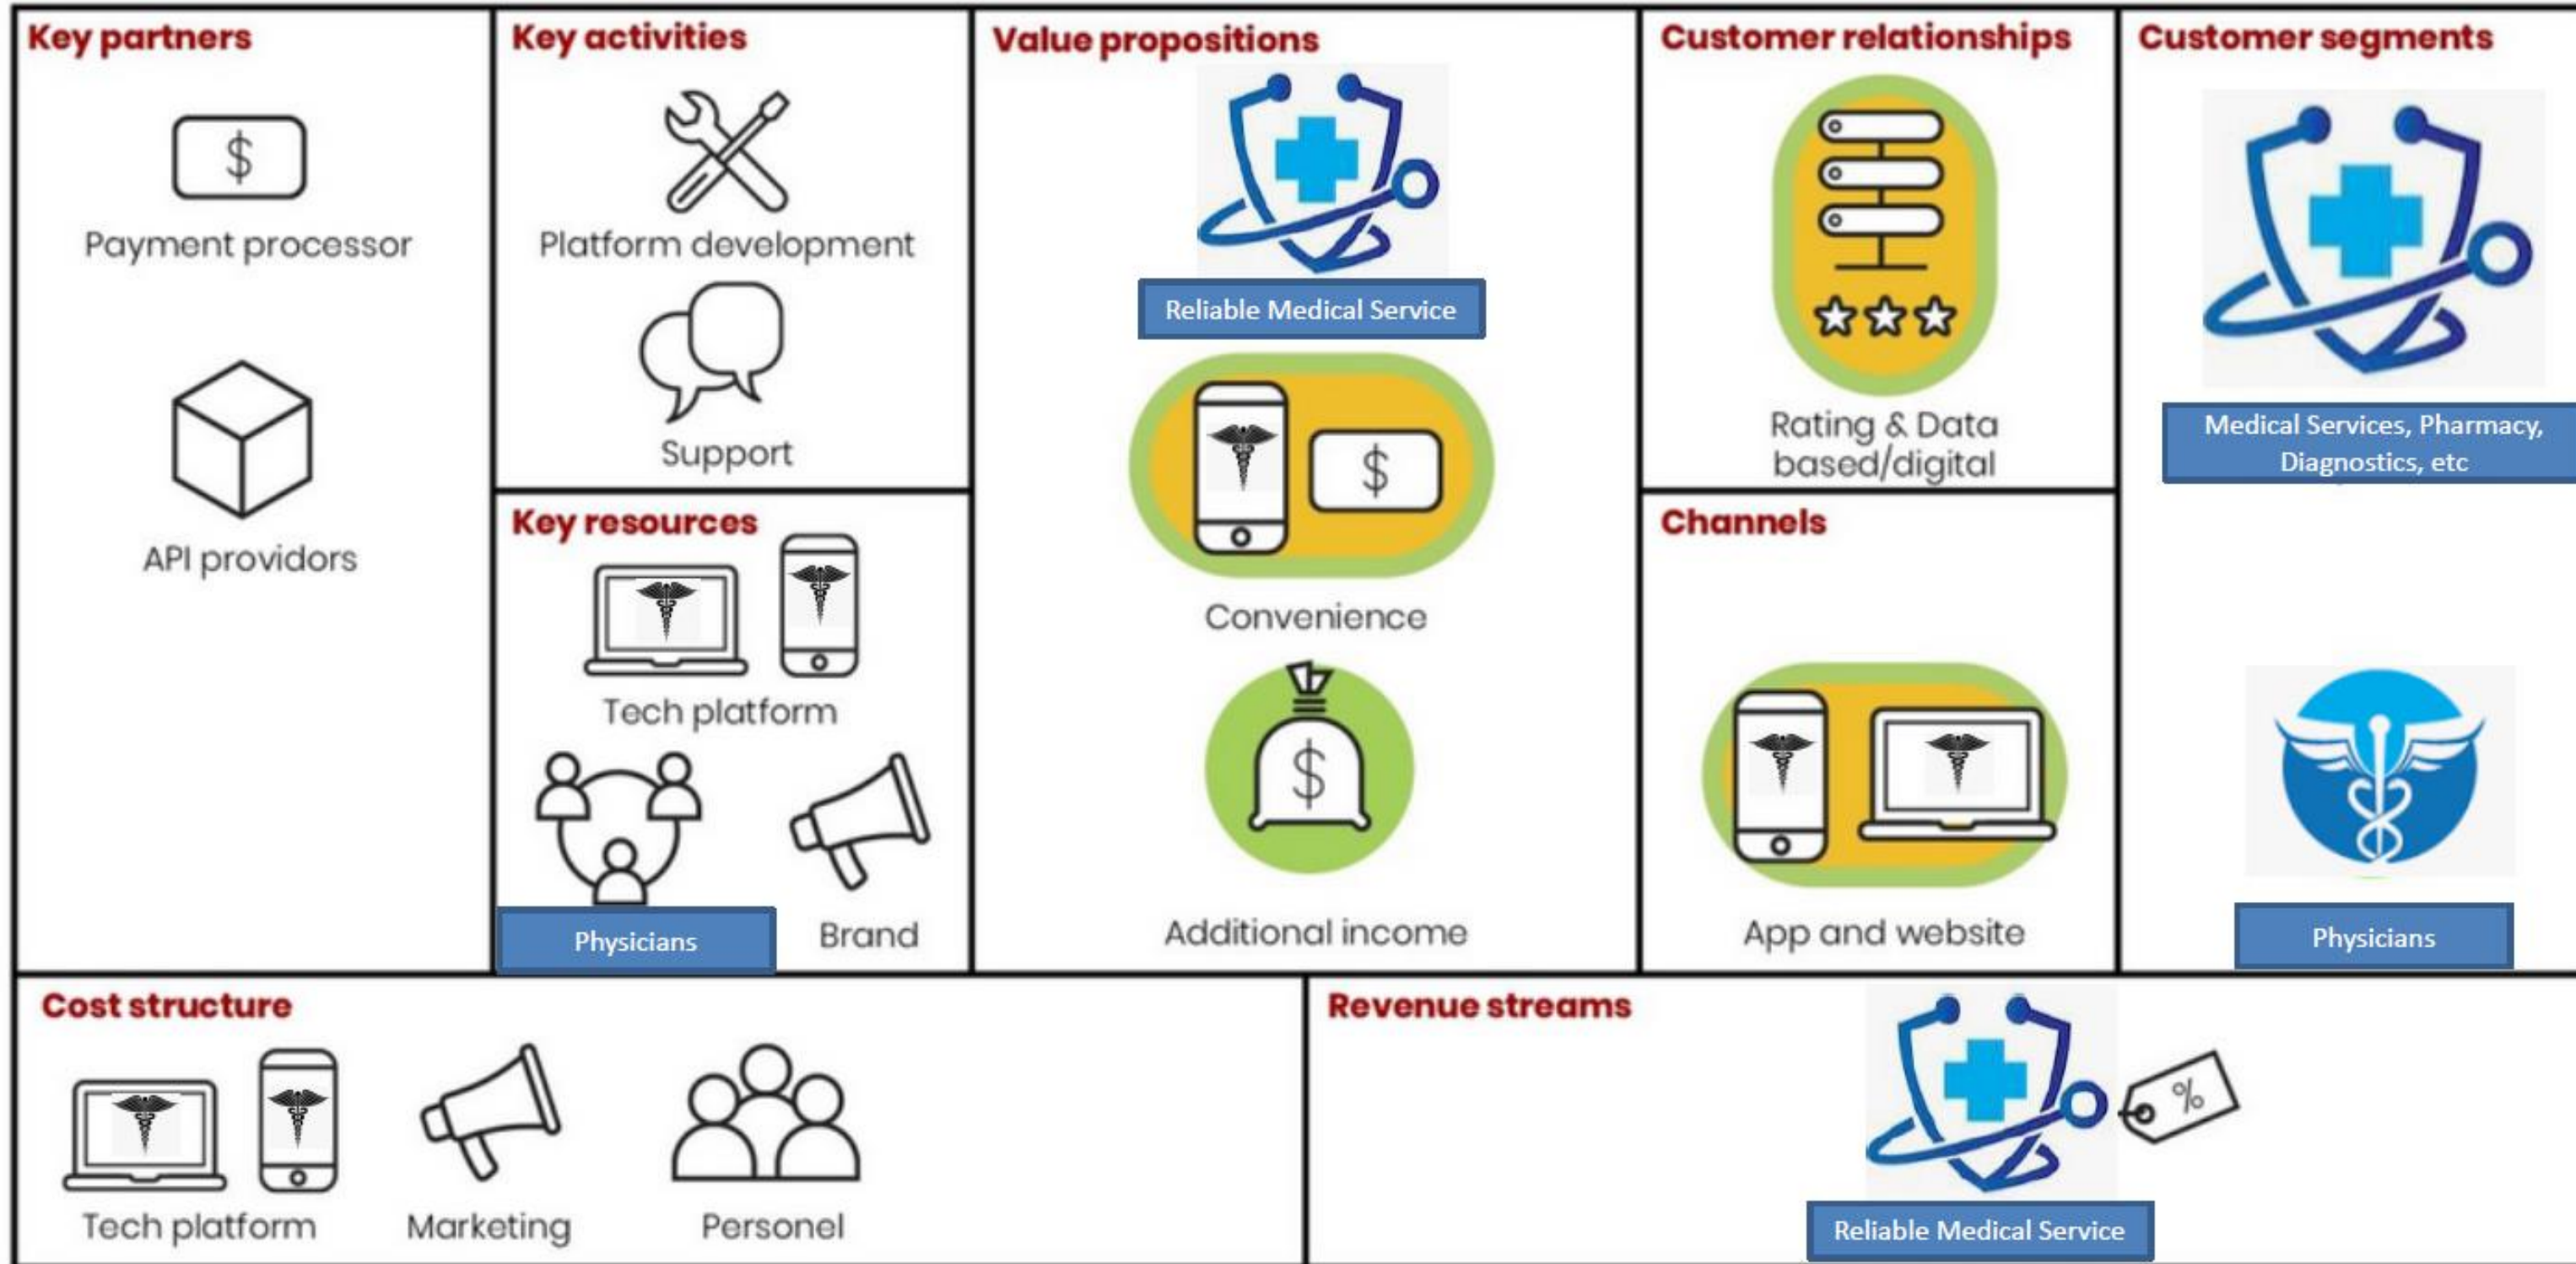 Key partners
$
Payment processor
API providors
Key activities
Platform development
Support
Key resources
Tech platform
Physicians
Brand
Value propositions
Reliable Medical Service
$
Convenience
$
Additional income
Customer relationships
Rating & Data
based/digital
Channels
App and website
Customer segments
Medical Services, Pharmacy,
Diagnostics, etc
Physicians
Cost structure
Tech platform
Marketing
Personel
Revenue streams
%
Reliable Medical Service